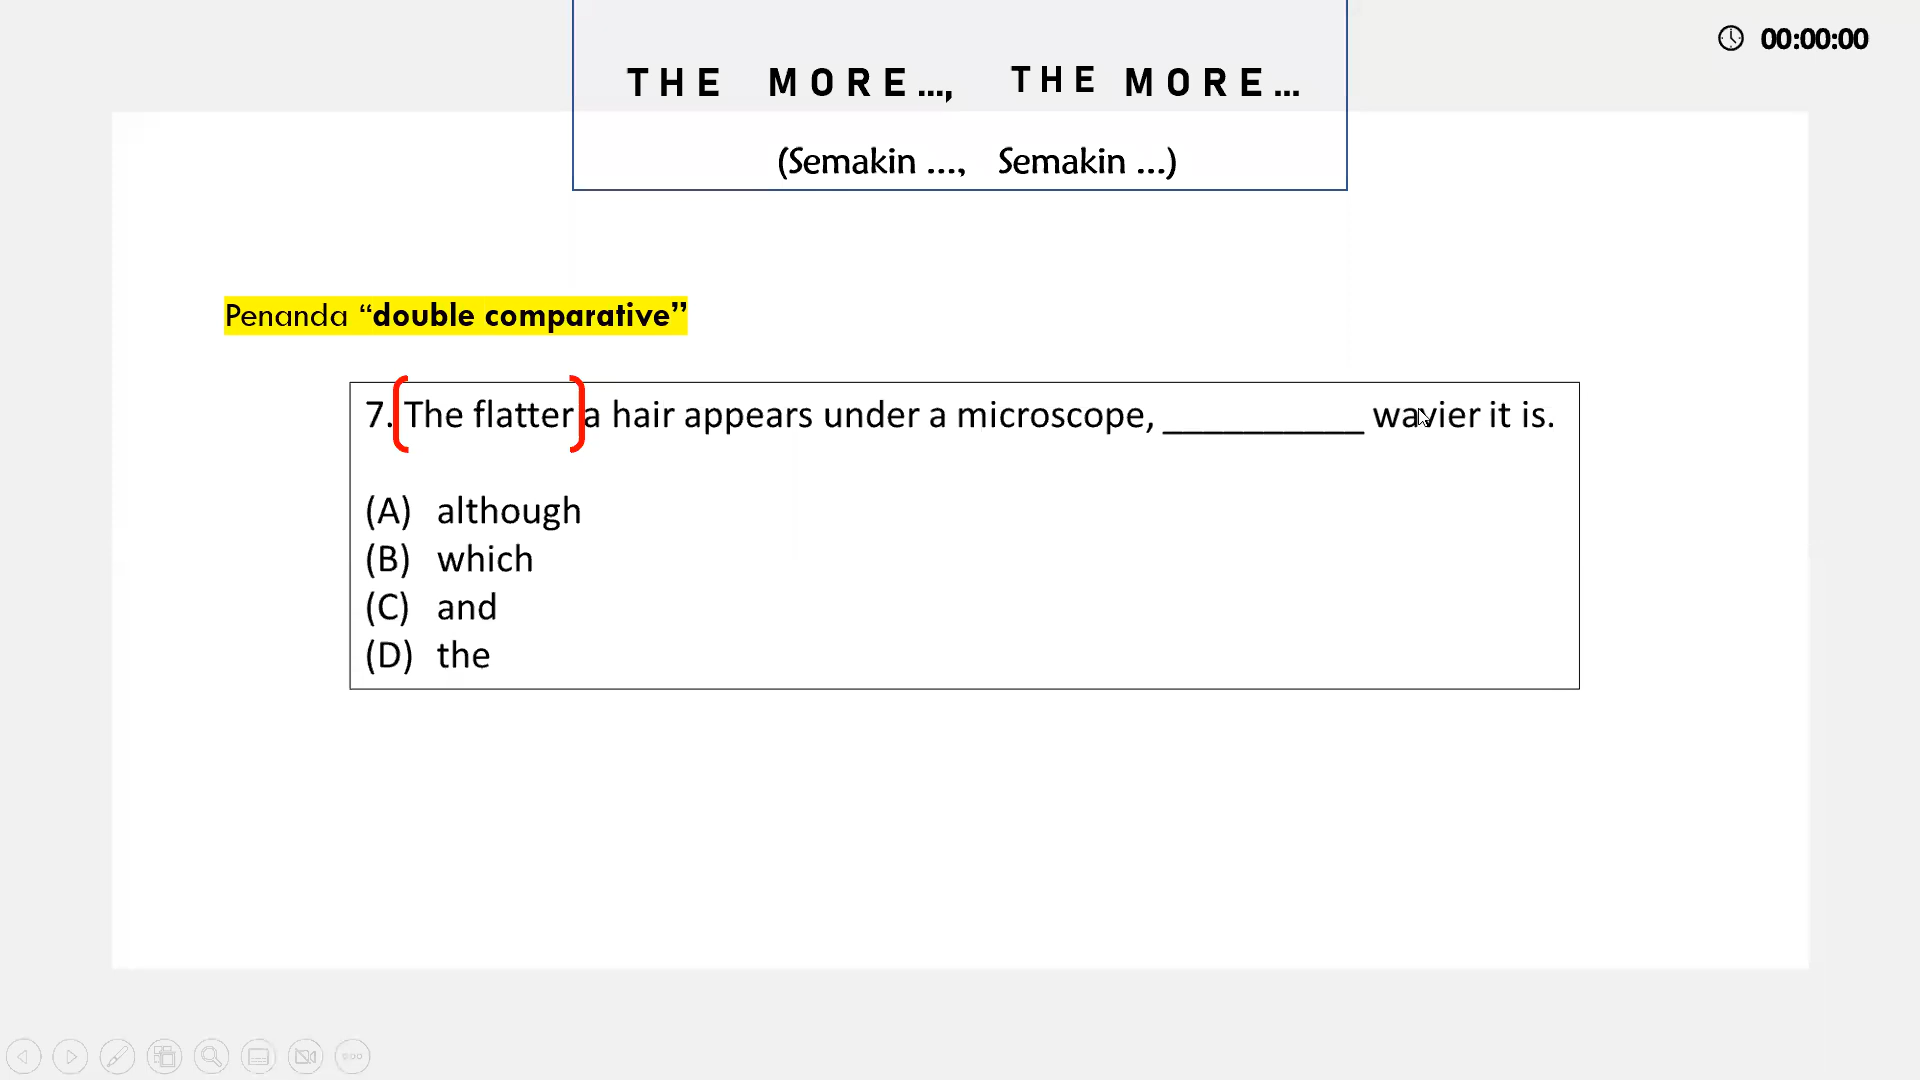 00:00:00
THE MORE…, THE MORE…
(Semakin …, Semakin …)
Penanda “double comparative”
7. The flatter a hair appears under a microscope, ___________ wavier it is.
(A) although
(B) which
(C) and
(D) the